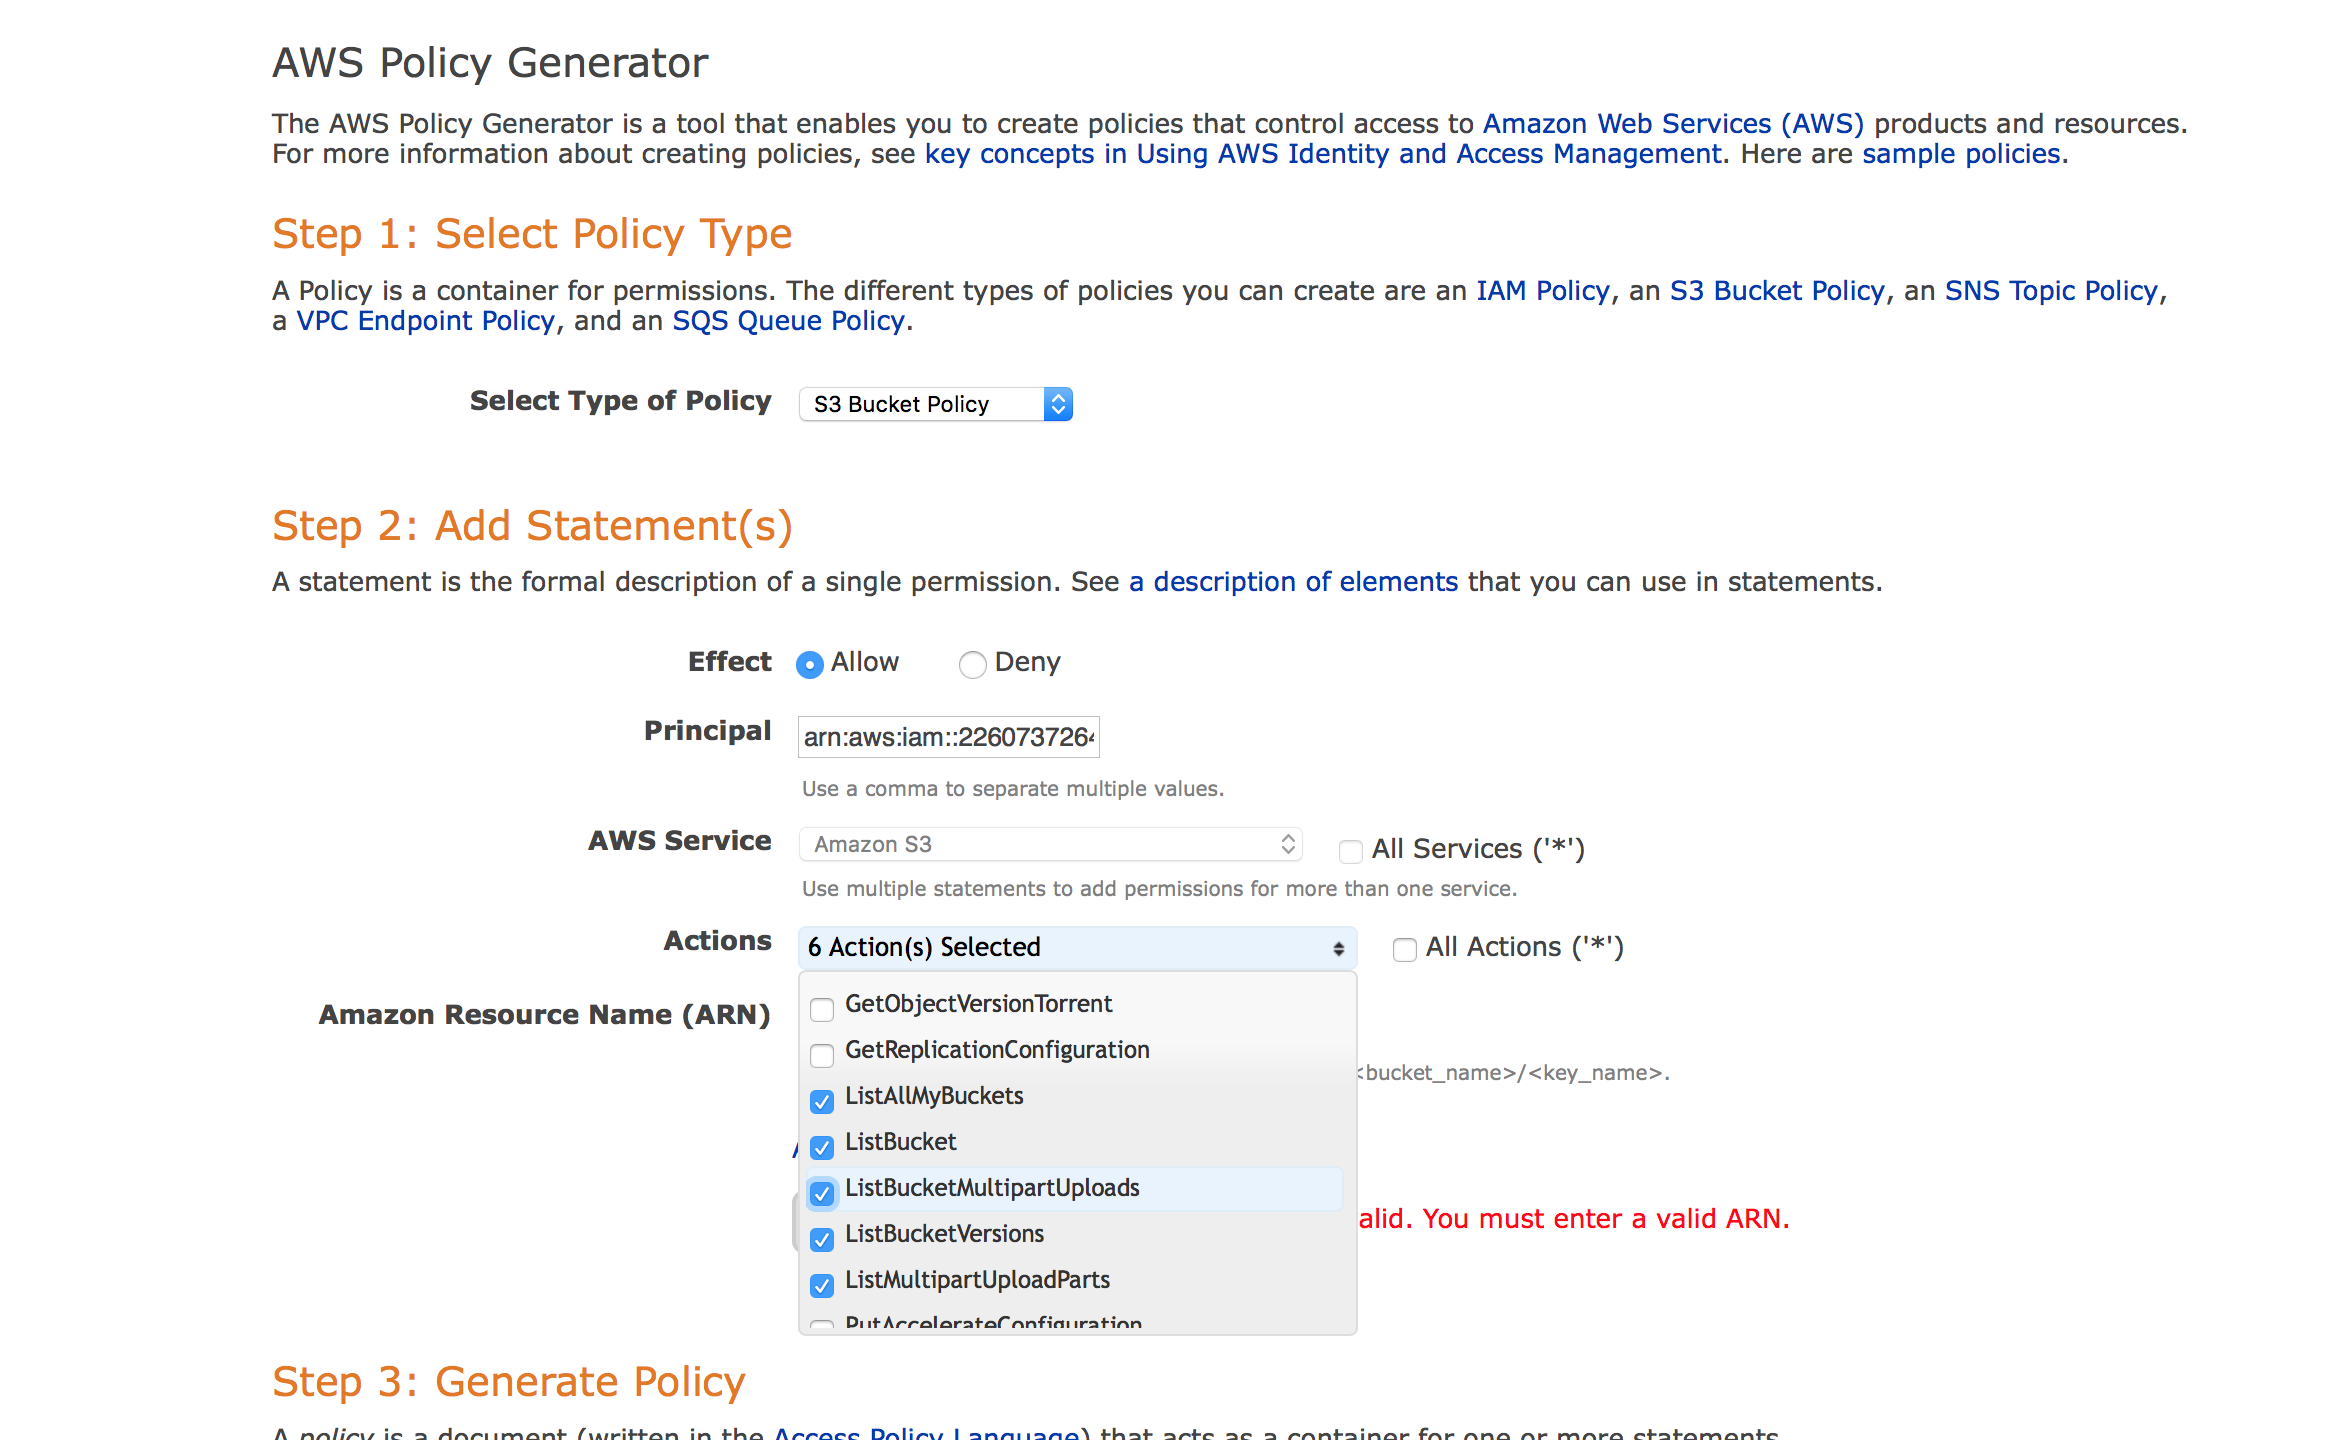 AWS Policy Generator
The AWS Policy Generator is a tool that enables you to create policies that control access to Amazon Web Services (AWS) products and resources.
For more information about creating policies, see key concepts in Using AWS Identity and Access Management. Here are sample policies.
Step 1: Select Policy Type
A Policy is a container for permissions. The different types of policies you can create are an IAM Policy, an S3 Bucket Policy, an SNS Topic Policy,
a VPC Endpoint Policy, and an SQS Queue Policy.
Select Type of Policy S3 Bucket Policy
Step 2: Add Statement(s)
A statement is the formal description of a single permission. See a description of elements that you can use in statements.
Effect Allow Deny
Principal arn:aws:iam::226073726
Use a comma to separate multiple values.
AWS Service Amazon S3 All Services ('*')
Use multiple statements to add permissions for more than one service.
Actions 6 Action(s) Selected All Actions ('*')
GetObjectVersionTorrent
Amazon Resource Name (ARN)
GetReplicationConfiguration
<bucket_name>/<key_name>.
ListAllMyBuckets
ListBucket
ListBucketMultipartUploads
alid. You must enter a valid ARN.
ListBucketVersions
ListMultipartUploadParts
PutAccelerateConfiguration
Step 3: Generate Policy
A policy is a document (written in the Access Policy Language) that acts as a container for one or more statements.